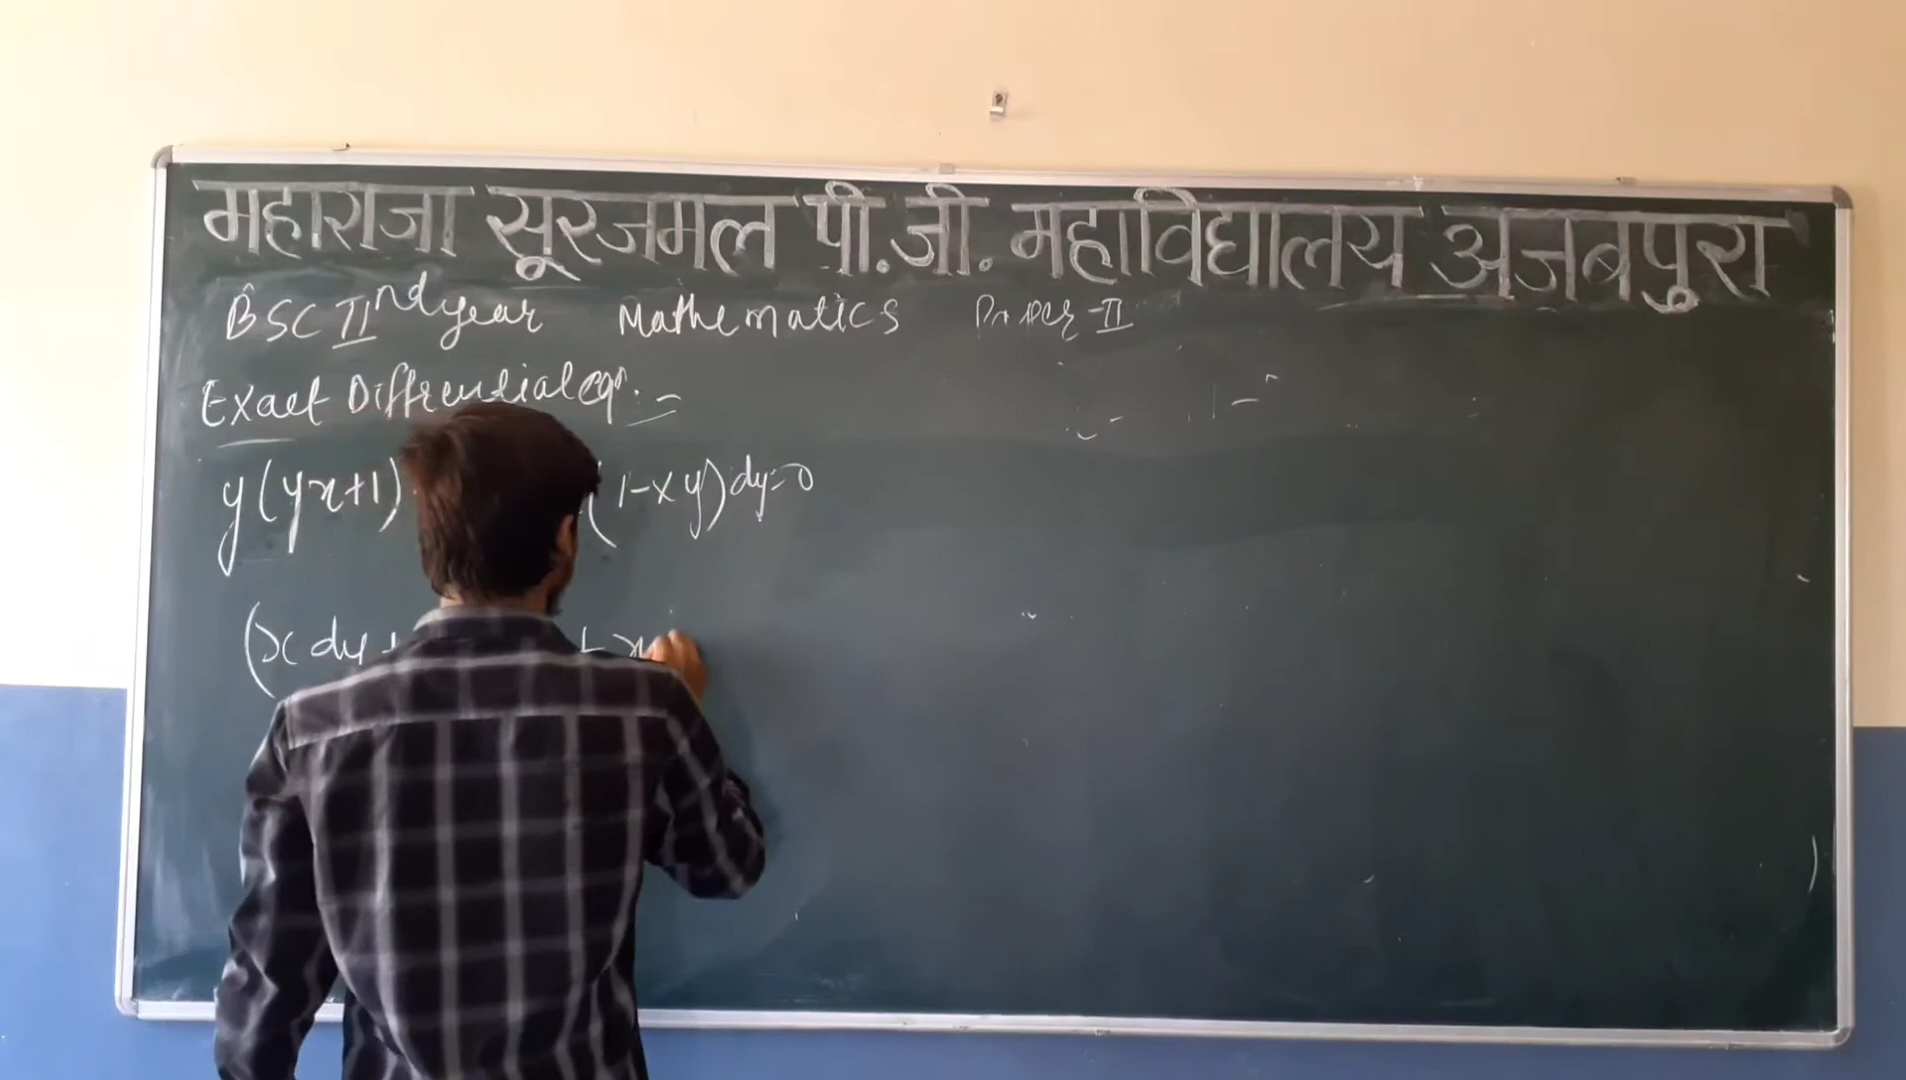 महाराजा सूरजमल पी.जी. महाविद्यालय अजबपुरा
BSC IInd year Mathematics Paper-II
Exact Diffrential eqn. =
y(yx+1) (1-xy)dy=0
(x dy + x